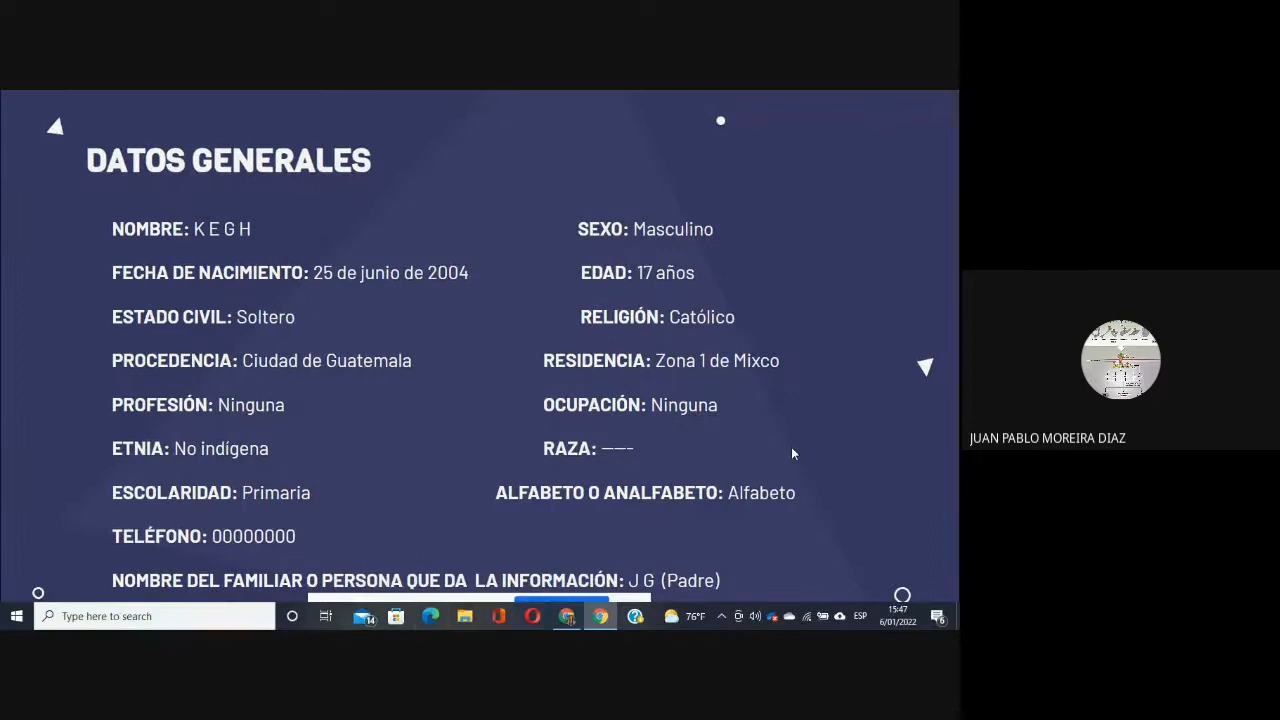 DATOS GENERALES
NOMBRE: K E G H
SEXO: Masculino
FECHA DE NACIMIENTO: 25 de junio de 2004
EDAD: 17 años
ESTADO CIVIL: Soltero
RELIGIÓN: Católico
PROCEDENCIA: Ciudad de Guatemala
RESIDENCIA: Zona 1 de Mixco
PROFESIÓN: Ninguna
OCUPACIÓN: Ninguna
ETNIA: No indígena
RAZA: ----
ESCOLARIDAD: Primaria
ALFABETO O ANALFABETO: Alfabeto
TELÉFONO: 00000000
NOMBRE DEL FAMILIAR O PERSONA QUE DA LA INFORMACIÓN: J G (Padre)
JUAN PABLO MOREIRA DIAZ
Type here to search
14
76°F
ESP
15:47
6/01/2022
6